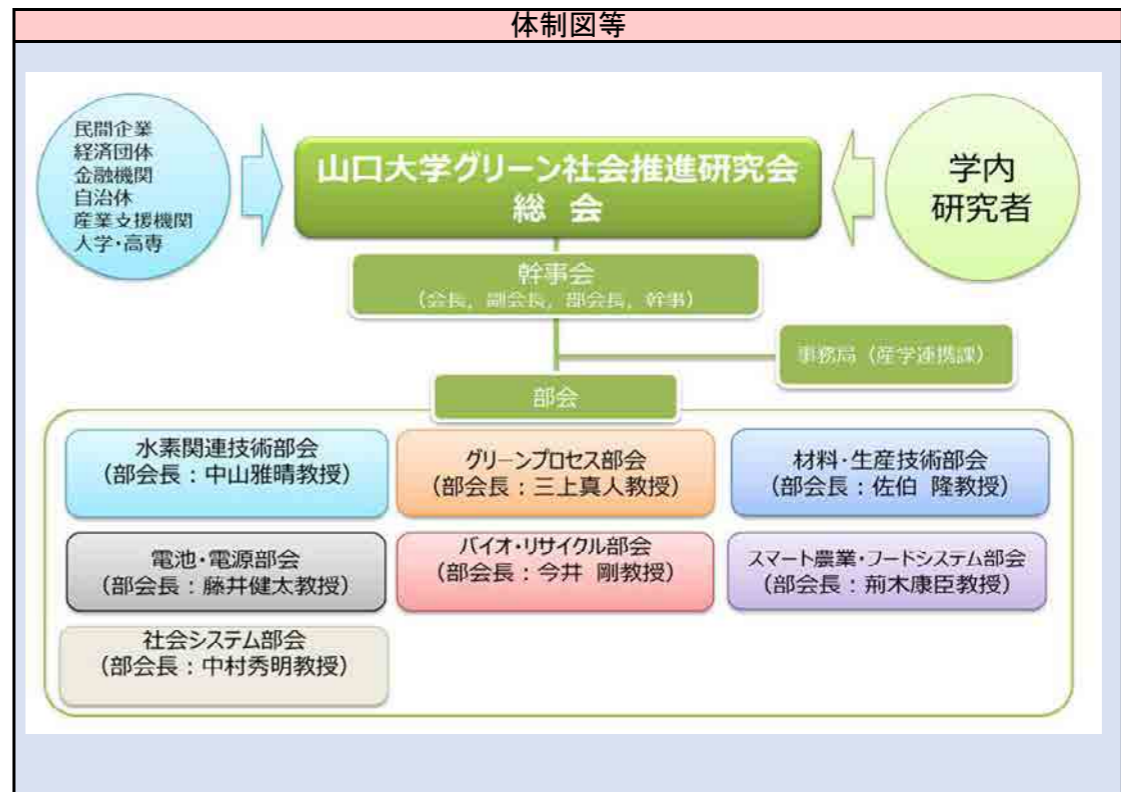 体制図等
民間企業
経済団体
金融機関
自治体
産業支援機関
大学・高専
山口大学グリーン社会推進研究会
総 会
学内
研究者
幹事会
(会長, 副会長, 部会長, 幹事)
事務局 (産学連携課)
部会
水素関連技術部会
(部会長:中山雅晴教授)
グリーンプロセス部会
(部会長:三上真人教授)
材料・生産技術部会
(部会長:佐伯 隆教授)
電池・電源部会
(部会長:藤井健太教授)
バイオ・リサイクル部会
(部会長:今井 剛教授)
スマート農業・フードシステム部会
(部会長:荊木康臣教授)
社会システム部会
(部会長:中村秀明教授)